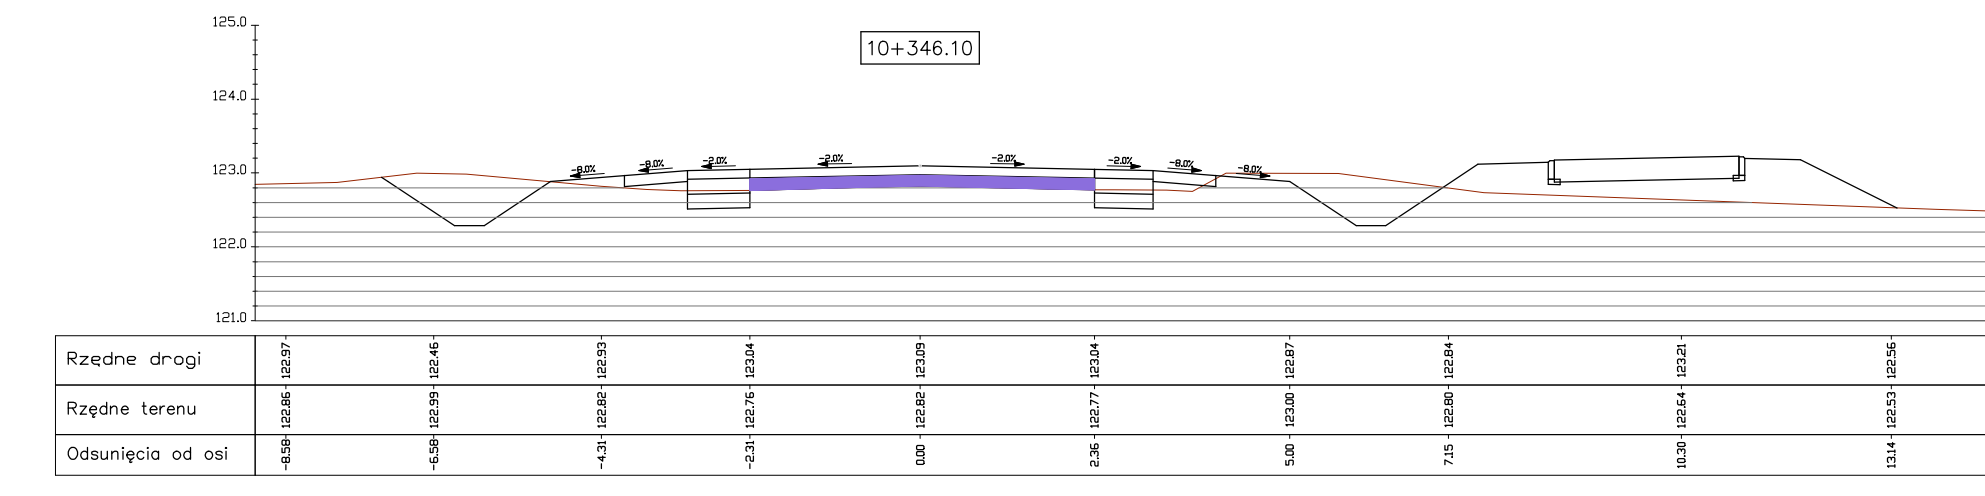 125.0
10+346.10
124.0
123.0
-8.0% -8.0% -2.0% -2.0% -2.0% -2.0% -8.0% -8.0%
122.0
121.0
Rzędne drogi 122.97 122.46 122.93 123.04 123.09 123.04 122.87 122.84 123.21 122.56
Rzędne terenu 122.86 122.99 122.82 122.76 122.82 122.77 123.00 122.80 122.64 122.53
Odsunięcia od osi -8.58 -6.58 -4.31 -2.31 0.00 2.36 5.00 7.15 10.30 13.14